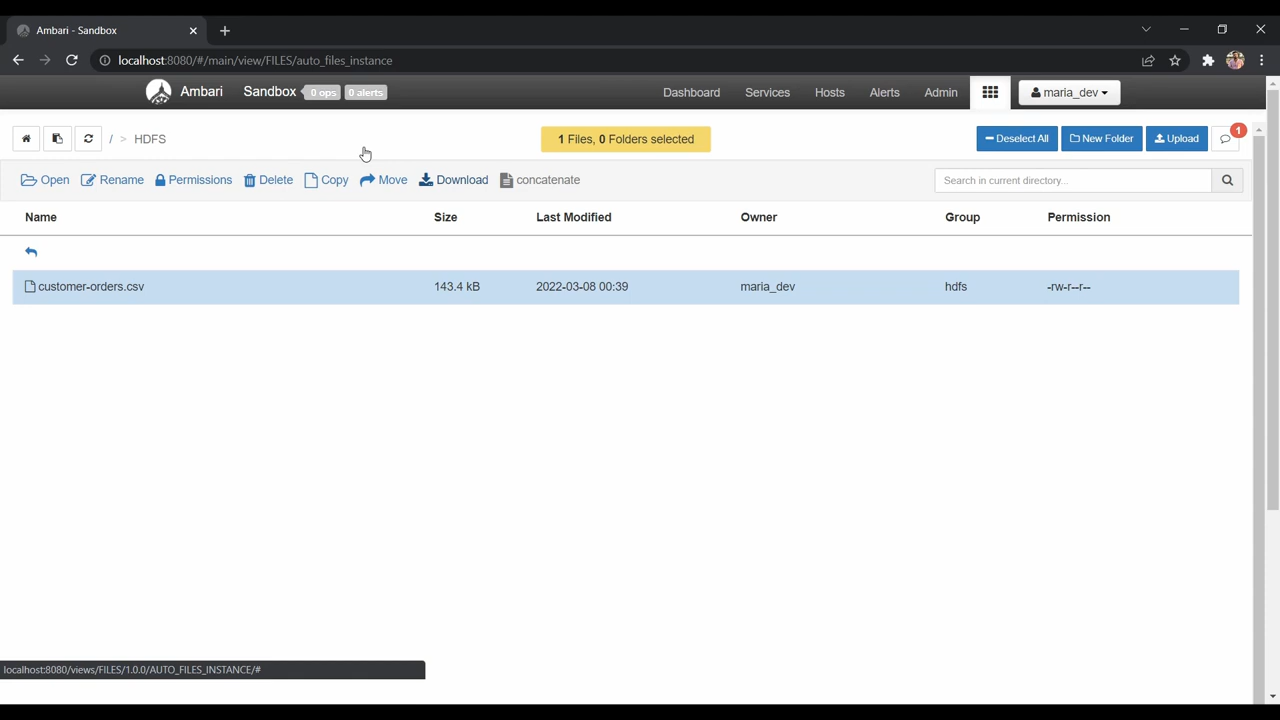 Ambari - Sandbox
localhost:8080/#/main/view/FILES/auto_files_instance
Ambari Sandbox 0 ops 0 alerts Dashboard Services Hosts Alerts Admin maria_dev
/ > HDFS 1 Files, 0 Folders selected Deselect All New Folder Upload 1
Open Rename Permissions Delete Copy Move Download concatenate Search in current directory...
Name Size Last Modified Owner Group Permission
customer-orders.csv 143.4 kB 2022-03-08 00:39 maria_dev hdfs -rw-r--r--
localhost:8080/views/FILES/1.0.0/AUTO_FILES_INSTANCE/#